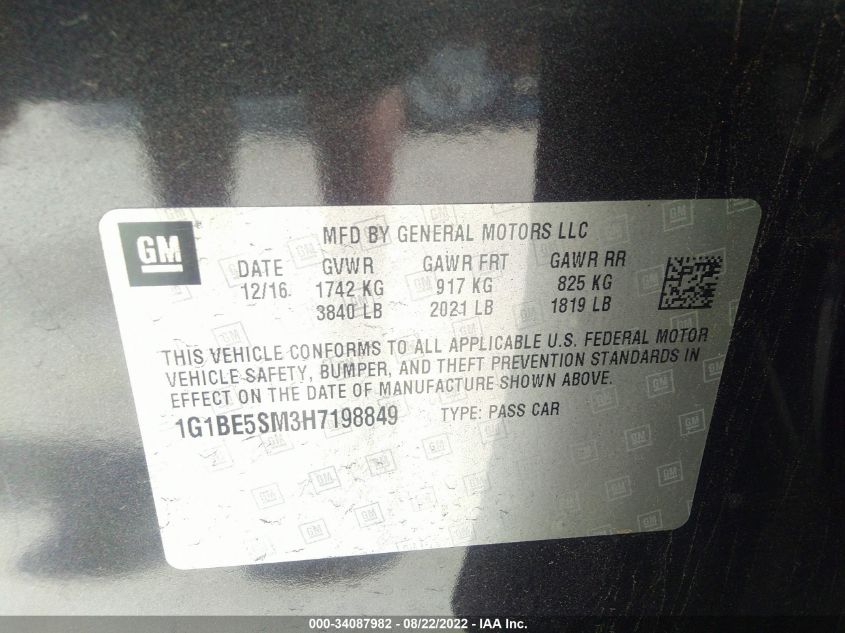 GM
MFD BY GENERAL MOTORS LLC
DATE GVWR GAWR FRT GAWR RR
12/16 1742 KG 917 KG 825 KG
3840 LB 2021 LB 1819 LB
THIS VEHICLE CONFORMS TO ALL APPLICABLE U.S. FEDERAL MOTOR
VEHICLE SAFETY, BUMPER, AND THEFT PREVENTION STANDARDS IN
EFFECT ON THE DATE OF MANUFACTURE SHOWN ABOVE.
1G1BE5SM3H7198849 TYPE: PASS CAR
000-34087982 - 08/22/2022 - IAA Inc.